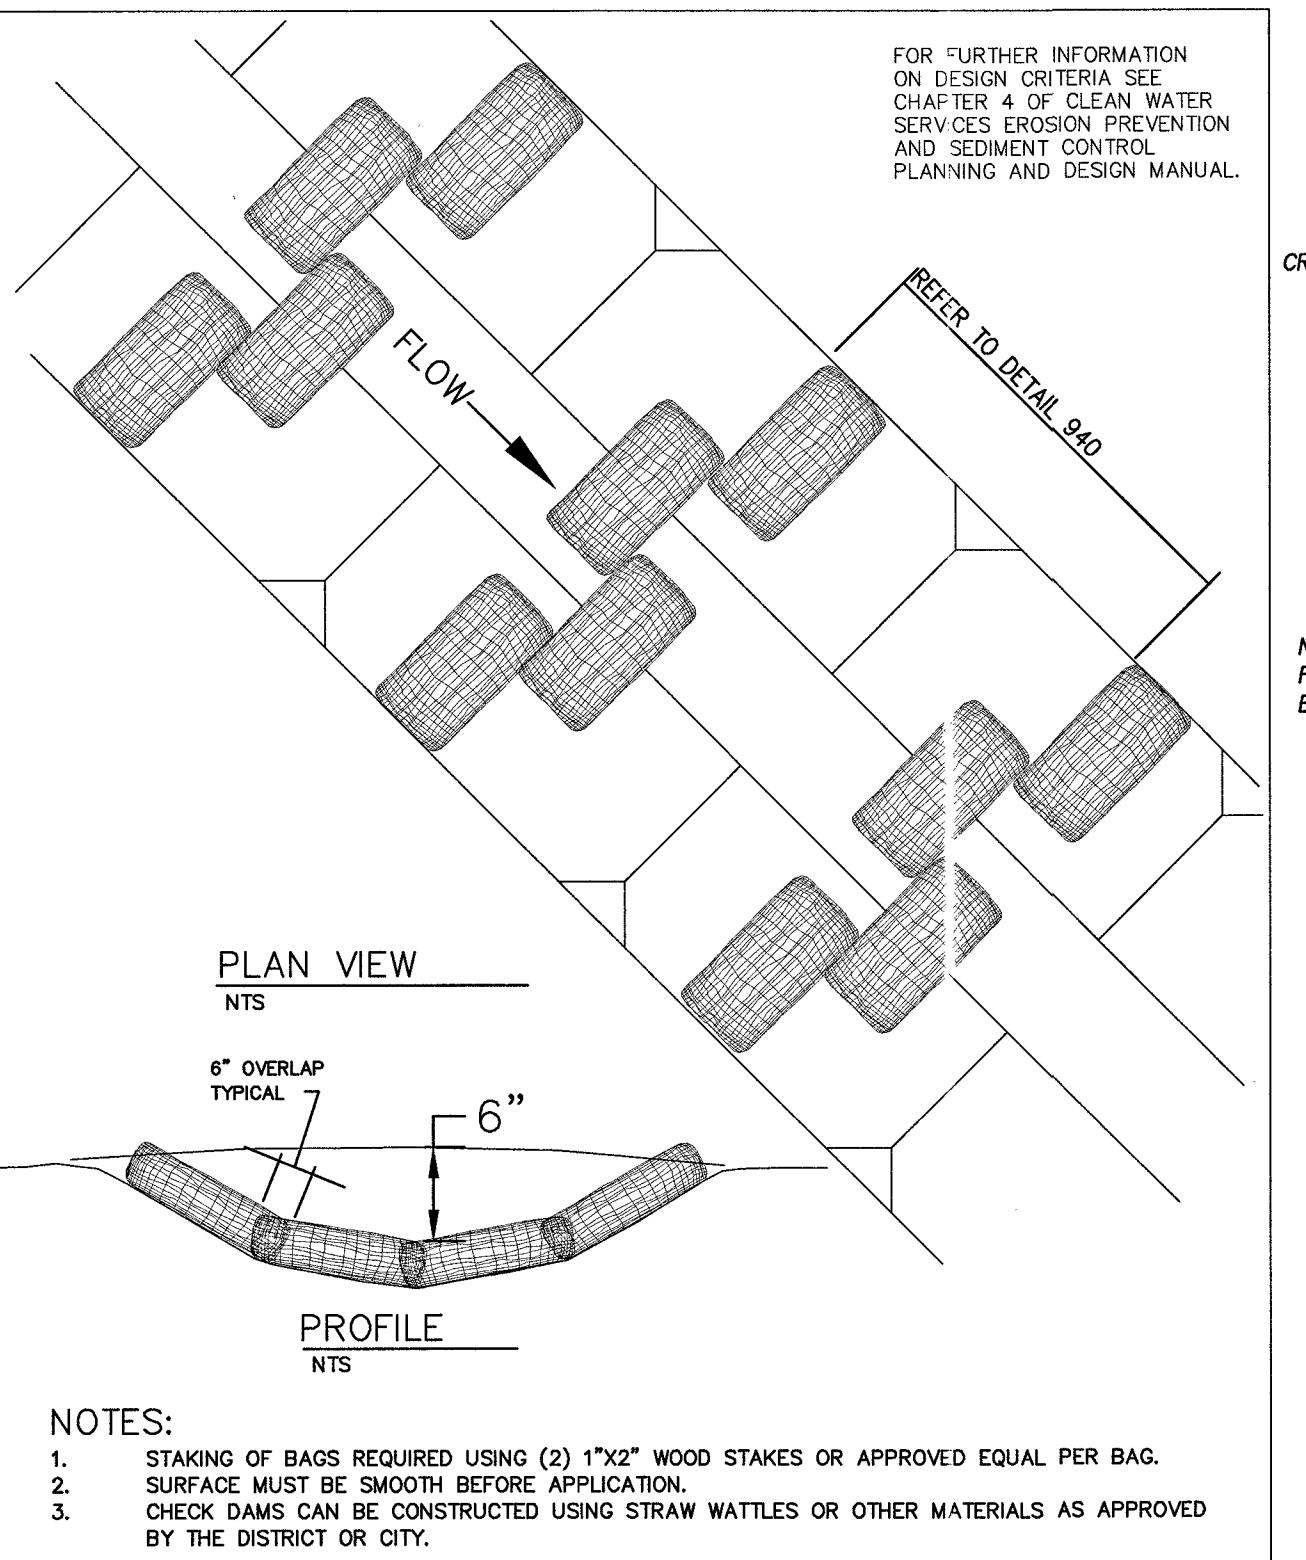 FOR FURTHER INFORMATION
ON DESIGN CRITERIA SEE
CHAPTER 4 OF CLEAN WATER
SERVICES EROSION PREVENTION
AND SEDIMENT CONTROL
PLANNING AND DESIGN MANUAL.
CR
REFER TO DETAIL 940
FLOW
N
F
PLAN VIEW
NTS
6" OVERLAP
TYPICAL
6"
PROFILE
NTS
NOTES:
1. STAKING OF BAGS REQUIRED USING (2) 1"X2" WOOD STAKES OR APPROVED EQUAL PER BAG.
2. SURFACE MUST BE SMOOTH BEFORE APPLICATION.
3. CHECK DAMS CAN BE CONSTRUCTED USING STRAW WATTLES OR OTHER MATERIALS AS APPROVED
BY THE DISTRICT OR CITY.